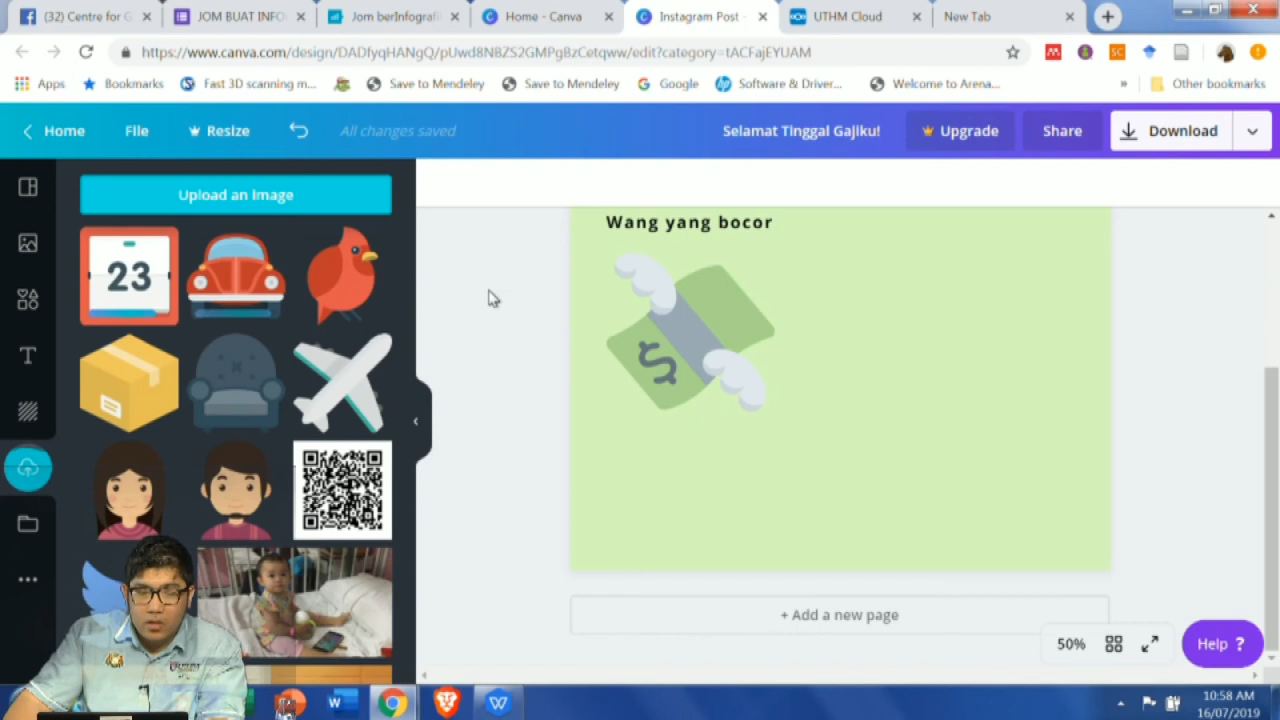 (32) Centre for G
JOM BUAT INFO
Jom berInfografi
Home - Canva
Instagram Post -
UTHM Cloud
New Tab
https://www.canva.com/design/DADfyqHANgQ/pUwd8N8ZS2GMPgBzCetqww/edit?category=tACFajEYUAM
SC
Apps
Bookmarks
Fast 3D scanning m...
Save to Mendeley
Save to Mendeley
Google
Software & Driver...
Welcome to Arena...
»
Other bookmarks
Home
File
Resize
All changes saved
Selamat Tinggal Gajiku!
Upgrade
Share
Download
Upload an image
23
Wang yang bocor
$
+ Add a new page
50%
Help ?
10:58 AM
16/07/2019